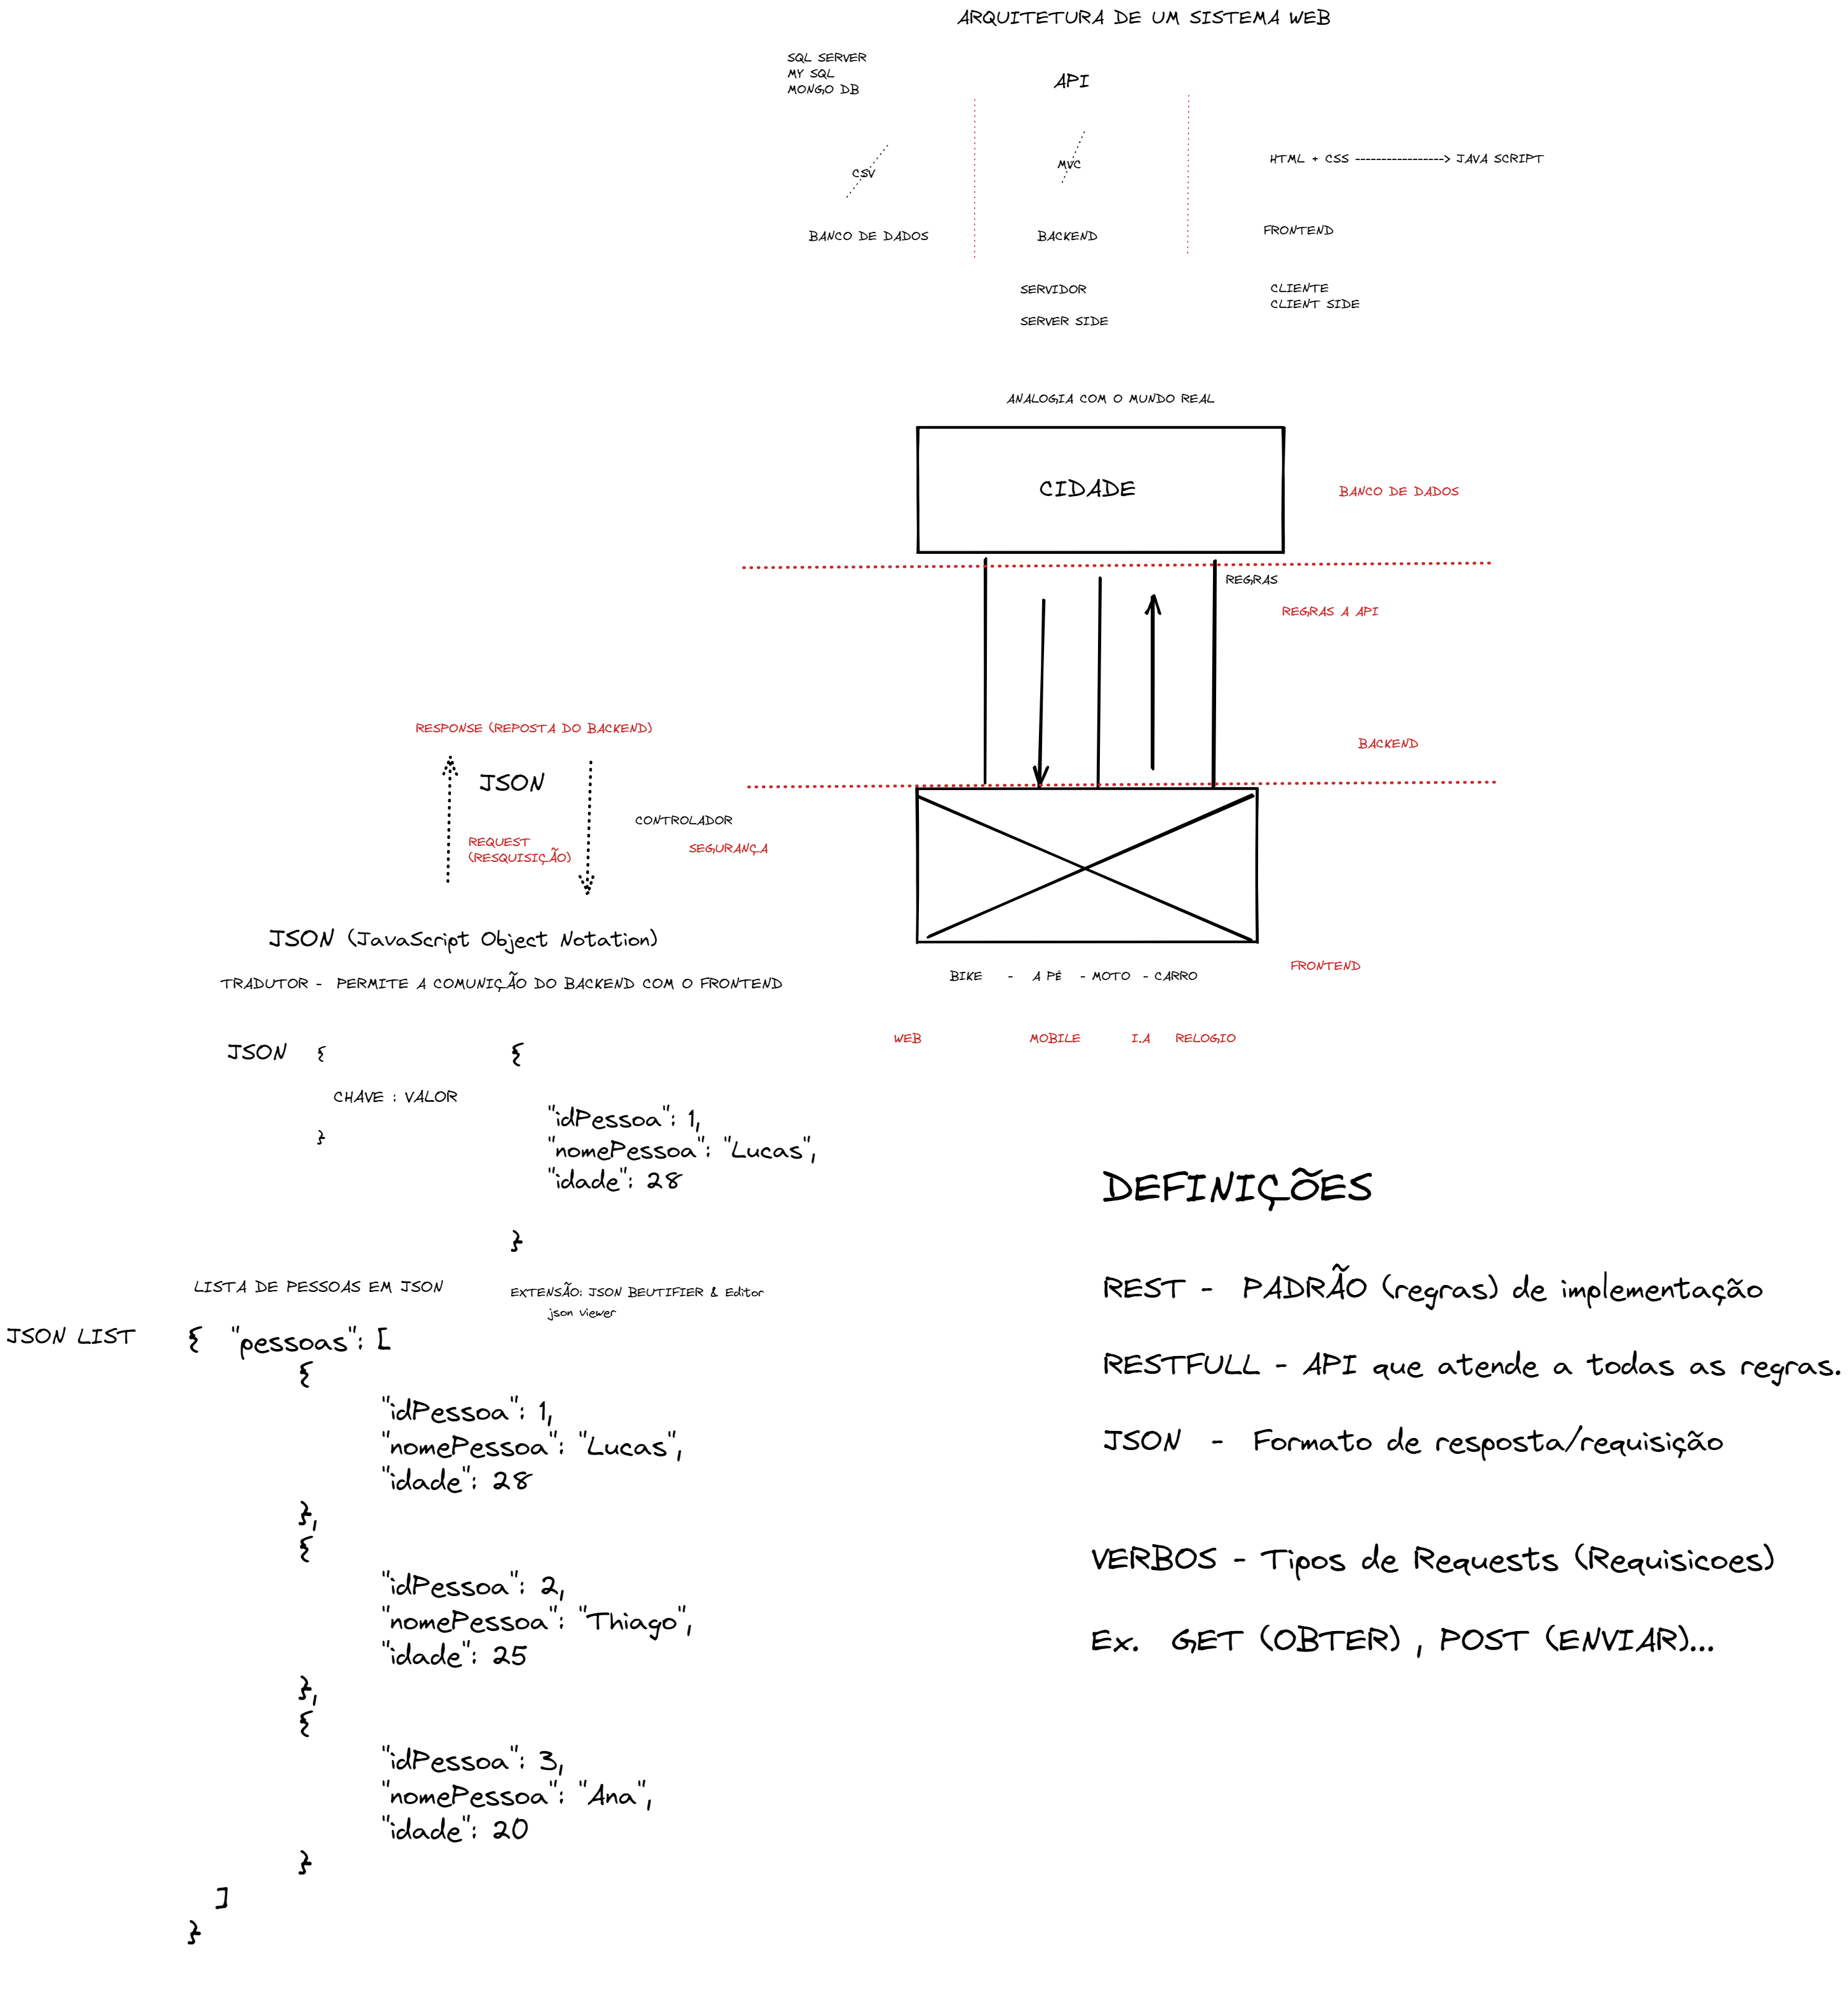 ARQUITETURA DE UM SISTEMA WEB
SQL SERVER
MY SQL
MONGO DB
API
CSV
MVC
HTML + CSS -----------------> JAVA SCRIPT
BANCO DE DADOS
BACKEND
FRONTEND
SERVIDOR
SERVER SIDE
CLIENTE
CLIENT SIDE
ANALOGIA COM O MUNDO REAL
CIDADE
BANCO DE DADOS
REGRAS
REGRAS A API
BACKEND
RESPONSE (REPOSTA DO BACKEND)
JSON
REQUEST
(RESQUISIÇÃO)
CONTROLADOR
SEGURANÇA
BIKE - A PÉ - MOTO - CARRO
FRONTEND
WEB MOBILE I.A RELOGIO
JSON (JavaScript Object Notation)
TRADUTOR - PERMITE A COMUNIÇÃO DO BACKEND COM O FRONTEND
JSON {
CHAVE : VALOR
}
{
"idPessoa": 1,
"nomePessoa": "Lucas",
"idade": 28
}
LISTA DE PESSOAS EM JSON
EXTENSÃO: JSON BEUTIFIER & Editor
json viewer
JSON LIST
{ "pessoas": [
{
"idPessoa": 1,
"nomePessoa": "Lucas",
"idade": 28
},
{
"idPessoa": 2,
"nomePessoa": "Thiago",
"idade": 25
},
{
"idPessoa": 3,
"nomePessoa": "Ana",
"idade": 20
}
]
}
DEFINIÇÕES
REST - PADRÃO (regras) de implementação
RESTFULL - API que atende a todas as regras.
JSON - Formato de resposta/requisição
VERBOS - Tipos de Requests (Requisicoes)
Ex. GET (OBTER) , POST (ENVIAR)...